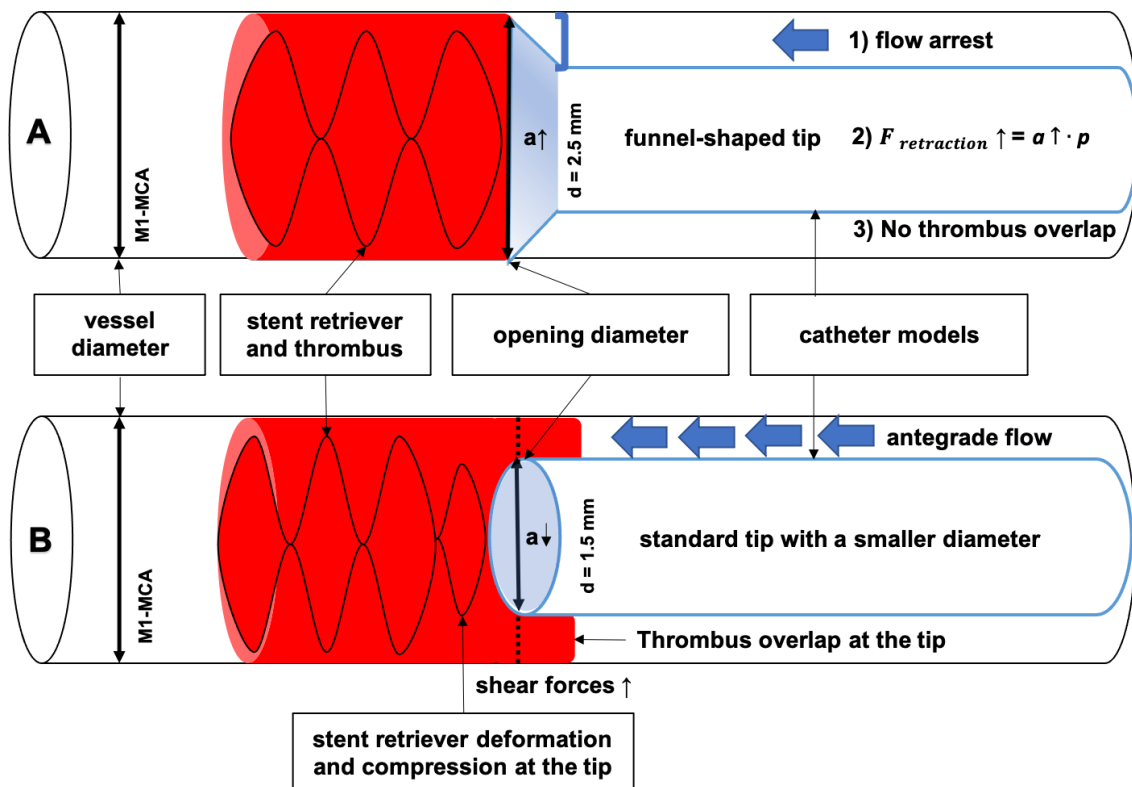 A
M1-MCA
a↑
d = 2.5 mm
1) flow arrest
funnel-shaped tip
2) F retraction ↑ = a ↑ · p
3) No thrombus overlap
vessel
diameter
stent retriever
and thrombus
opening diameter
catheter models
B
M1-MCA
a↓
d = 1.5 mm
antegrade flow
standard tip with a smaller diameter
Thrombus overlap at the tip
shear forces ↑
stent retriever deformation
and compression at the tip